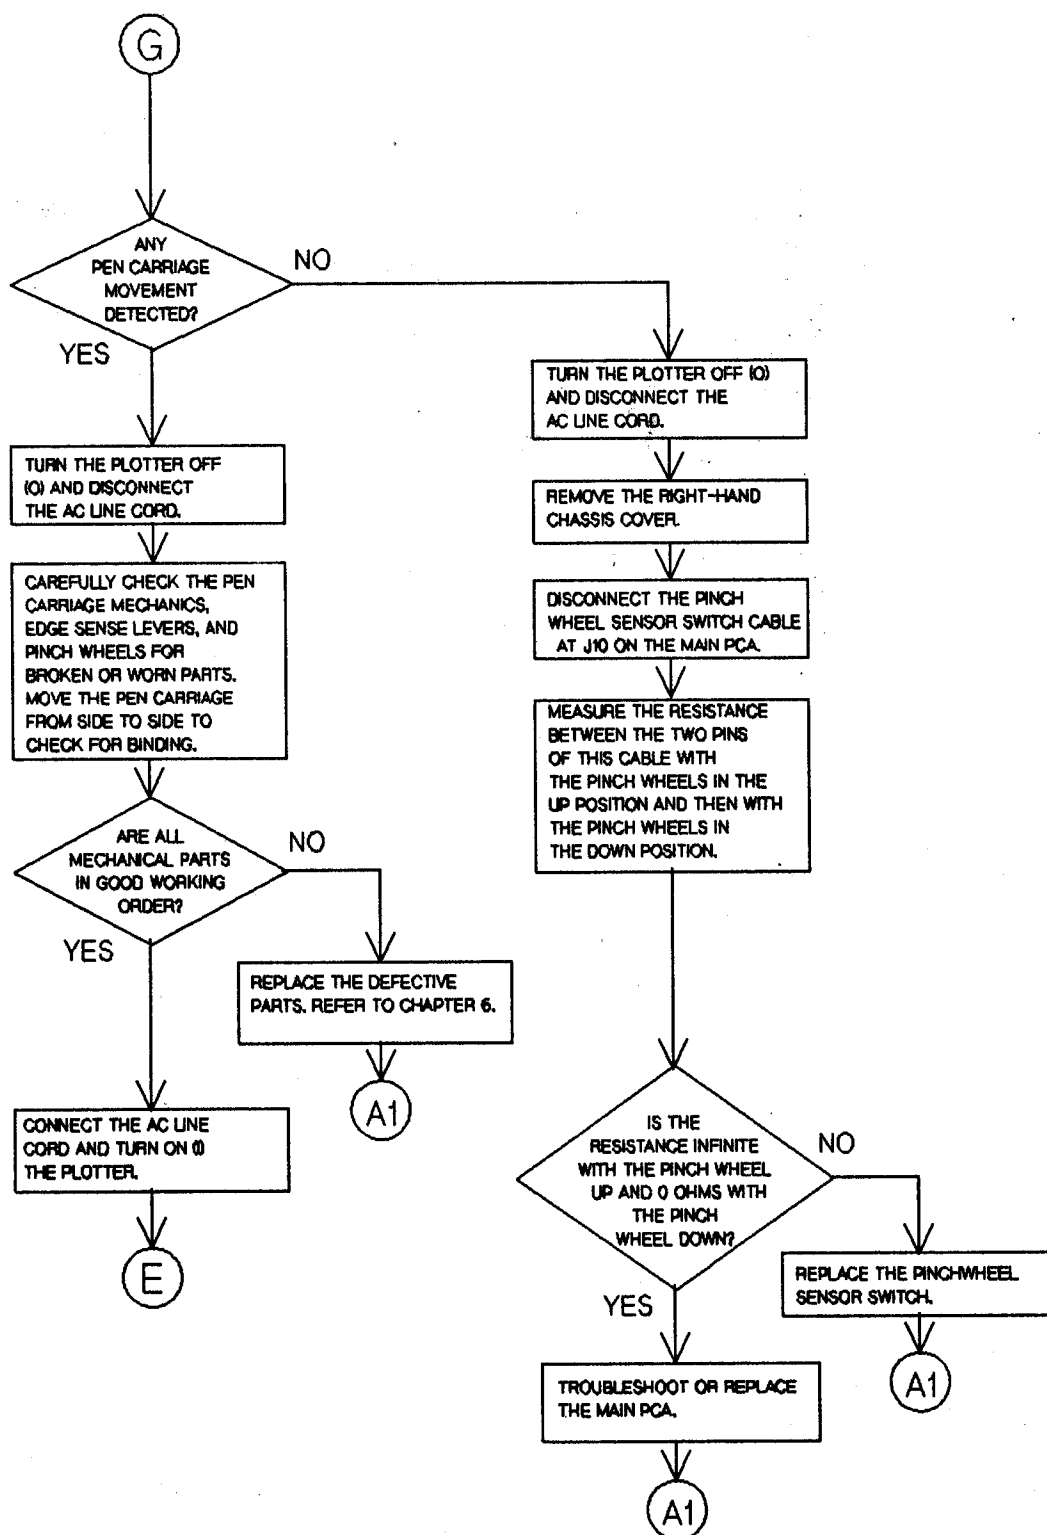 G
ANY
PEN CARRIAGE
MOVEMENT
DETECTED?
NO
YES
TURN THE PLOTTER OFF
(O) AND DISCONNECT
THE AC LINE CORD.
CAREFULLY CHECK THE PEN
CARRIAGE MECHANICS,
EDGE SENSE LEVERS, AND
PINCH WHEELS FOR
BROKEN OR WORN PARTS.
MOVE THE PEN CARRIAGE
FROM SIDE TO SIDE TO
CHECK FOR BINDING.
ARE ALL
MECHANICAL PARTS
IN GOOD WORKING
ORDER?
NO
YES
REPLACE THE DEFECTIVE
PARTS. REFER TO CHAPTER 6.
A1
CONNECT THE AC LINE
CORD AND TURN ON (I)
THE PLOTTER.
E
TURN THE PLOTTER OFF (O)
AND DISCONNECT THE
AC LINE CORD.
REMOVE THE RIGHT-HAND
CHASSIS COVER.
DISCONNECT THE PINCH
WHEEL SENSOR SWITCH CABLE
AT J10 ON THE MAIN PCA.
MEASURE THE RESISTANCE
BETWEEN THE TWO PINS
OF THIS CABLE WITH
THE PINCH WHEELS IN THE
UP POSITION AND THEN WITH
THE PINCH WHEELS IN
THE DOWN POSITION.
IS THE
RESISTANCE INFINITE
WITH THE PINCH WHEEL
UP AND 0 OHMS WITH
THE PINCH
WHEEL DOWN?
NO
YES
REPLACE THE PINCHWHEEL
SENSOR SWITCH.
A1
TROUBLESHOOT OR REPLACE
THE MAIN PCA.
A1